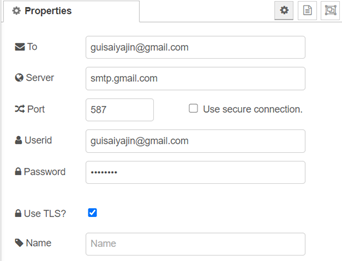 Properties
To guisaiyajin@gmail.com
Server smtp.gmail.com
Port 587 Use secure connection.
Userid guisaiyajin@gmail.com
Password ••••••••
Use TLS?
Name Name